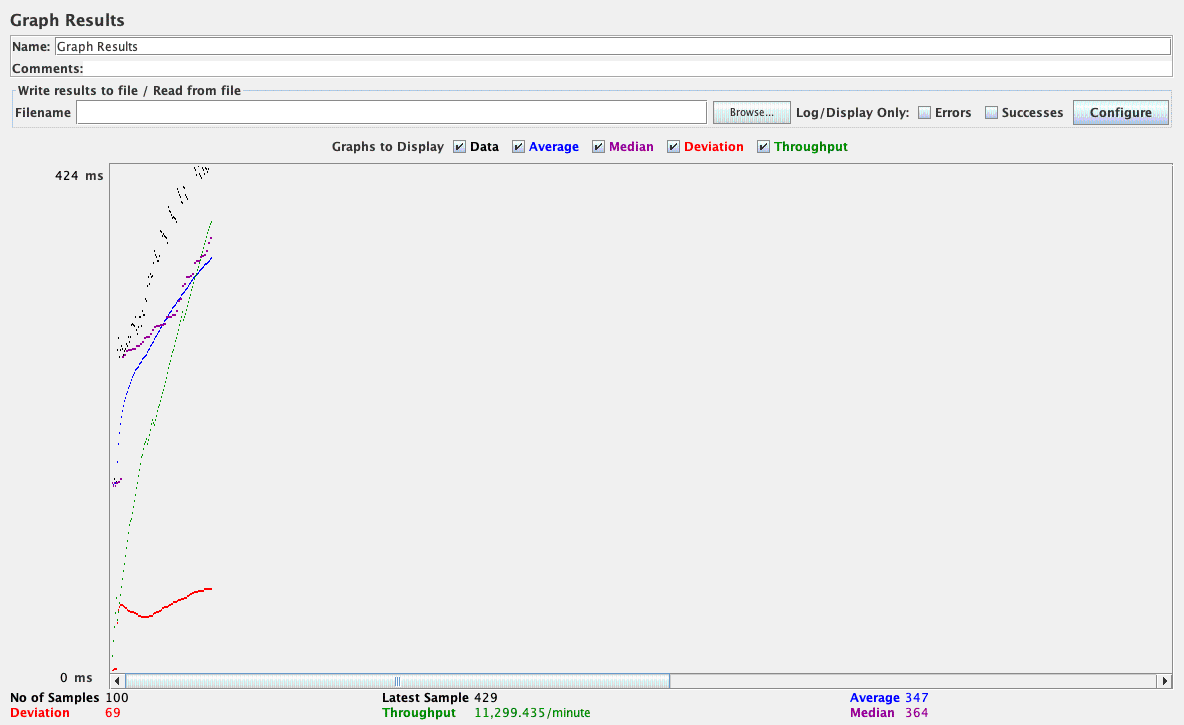 Graph Results
Name: Graph Results
Comments:
Write results to file / Read from file
Filename Browse... Log/Display Only: Errors Successes Configure
Graphs to Display Data Average Median Deviation Throughput
424 ms
0 ms
No of Samples 100 Latest Sample 429 Average 347
Deviation 69 Throughput 11,299.435/minute Median 364